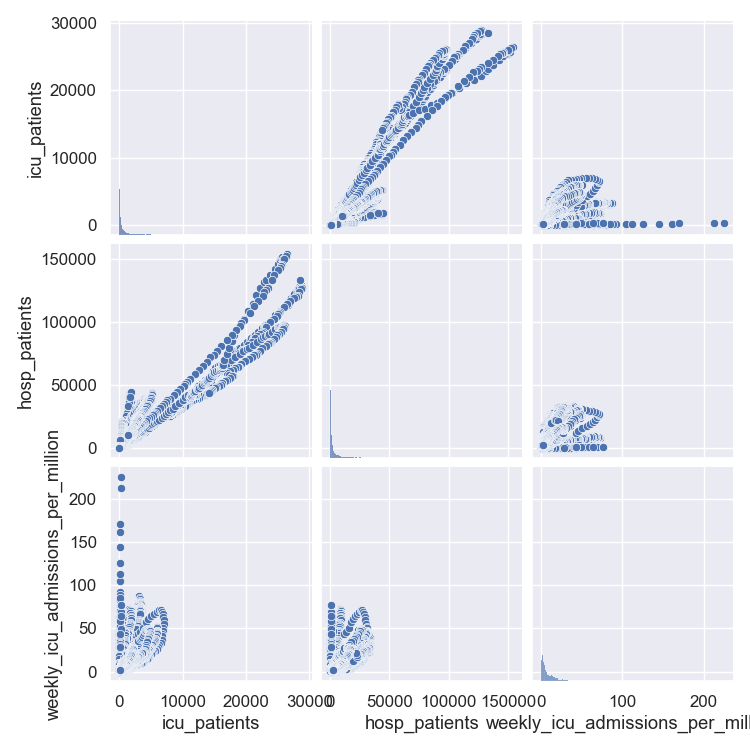 30000
20000
10000
0
icu_patients
150000
100000
50000
0
hosp_patients
200
150
100
50
0
weekly_icu_admissions_per_million
0 10000 20000 30000
0 50000 100000 150000
0 100 200
icu_patients hosp_patients weekly_icu_admissions_per_mill